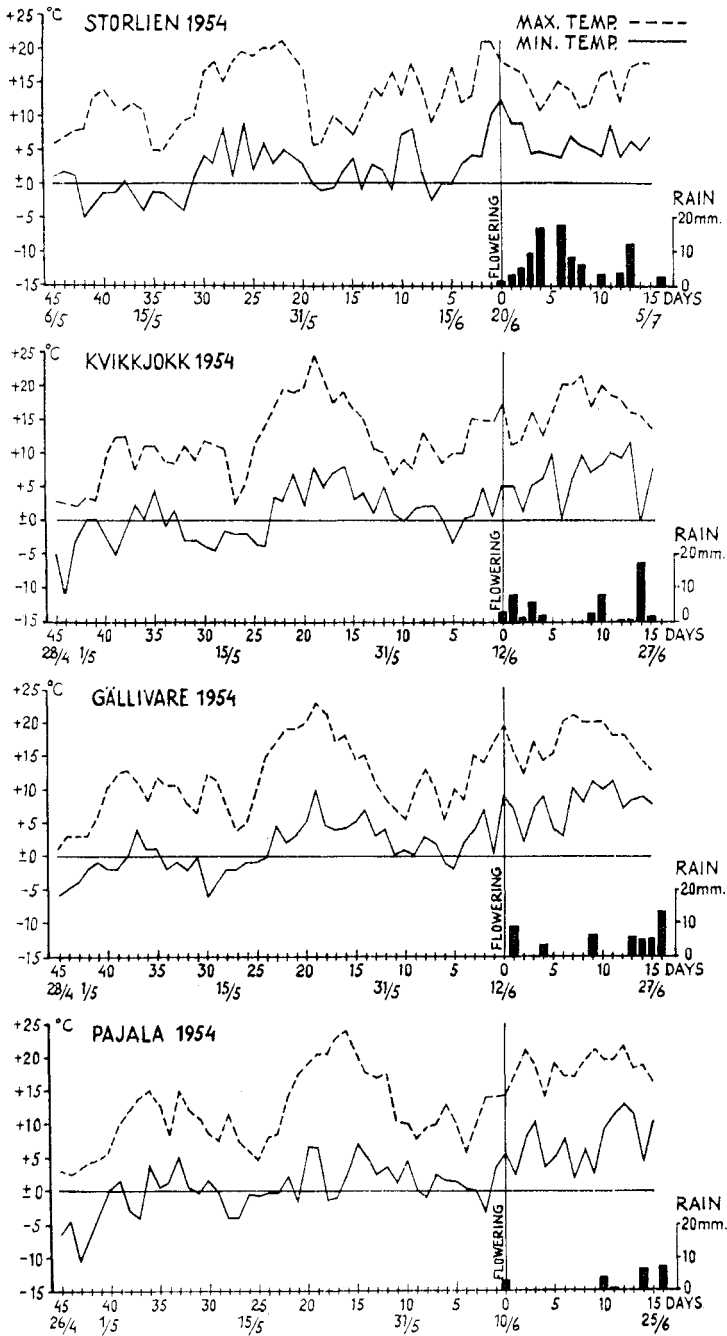 +25 °C STORLIEN 1954 MAX. TEMP. - - -
+20 MIN. TEMP. ——
+15
+10
+5
±0
-5 FLOWERING RAIN
20 mm.
-10 10
-15 0
45 40 35 30 25 20 15 10 5 0 5 10 15 DAYS
6/5 15/5 31/5 15/6 20/6 5/7
+25 °C KVIKKJOKK 1954
+20
+15
+10
+5
±0
-5 FLOWERING RAIN
20 mm.
-10 10
-15 0
45 40 35 30 25 20 15 10 5 0 5 10 15 DAYS
28/4 1/5 15/5 31/5 12/6 27/6
+25 °C GÄLLIVARE 1954
+20
+15
+10
+5
±0
-5 FLOWERING RAIN
20 mm.
-10 10
-15 0
45 40 35 30 25 20 15 10 5 0 5 10 15 DAYS
28/4 1/5 15/5 31/5 12/6 27/6
+25 °C PAJALA 1954
+20
+15
+10
+5
±0
-5 FLOWERING RAIN
20 mm.
-10 10
-15 0
45 40 35 30 25 20 15 10 5 0 5 10 15 DAYS
26/4 1/5 15/5 31/5 10/6 25/6